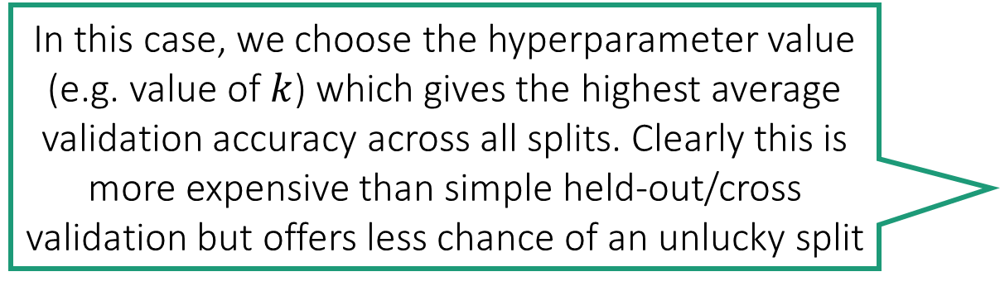 In this case, we choose the hyperparameter value
(e.g. value of k) which gives the highest average
validation accuracy across all splits. Clearly this is
more expensive than simple held-out/cross
validation but offers less chance of an unlucky split